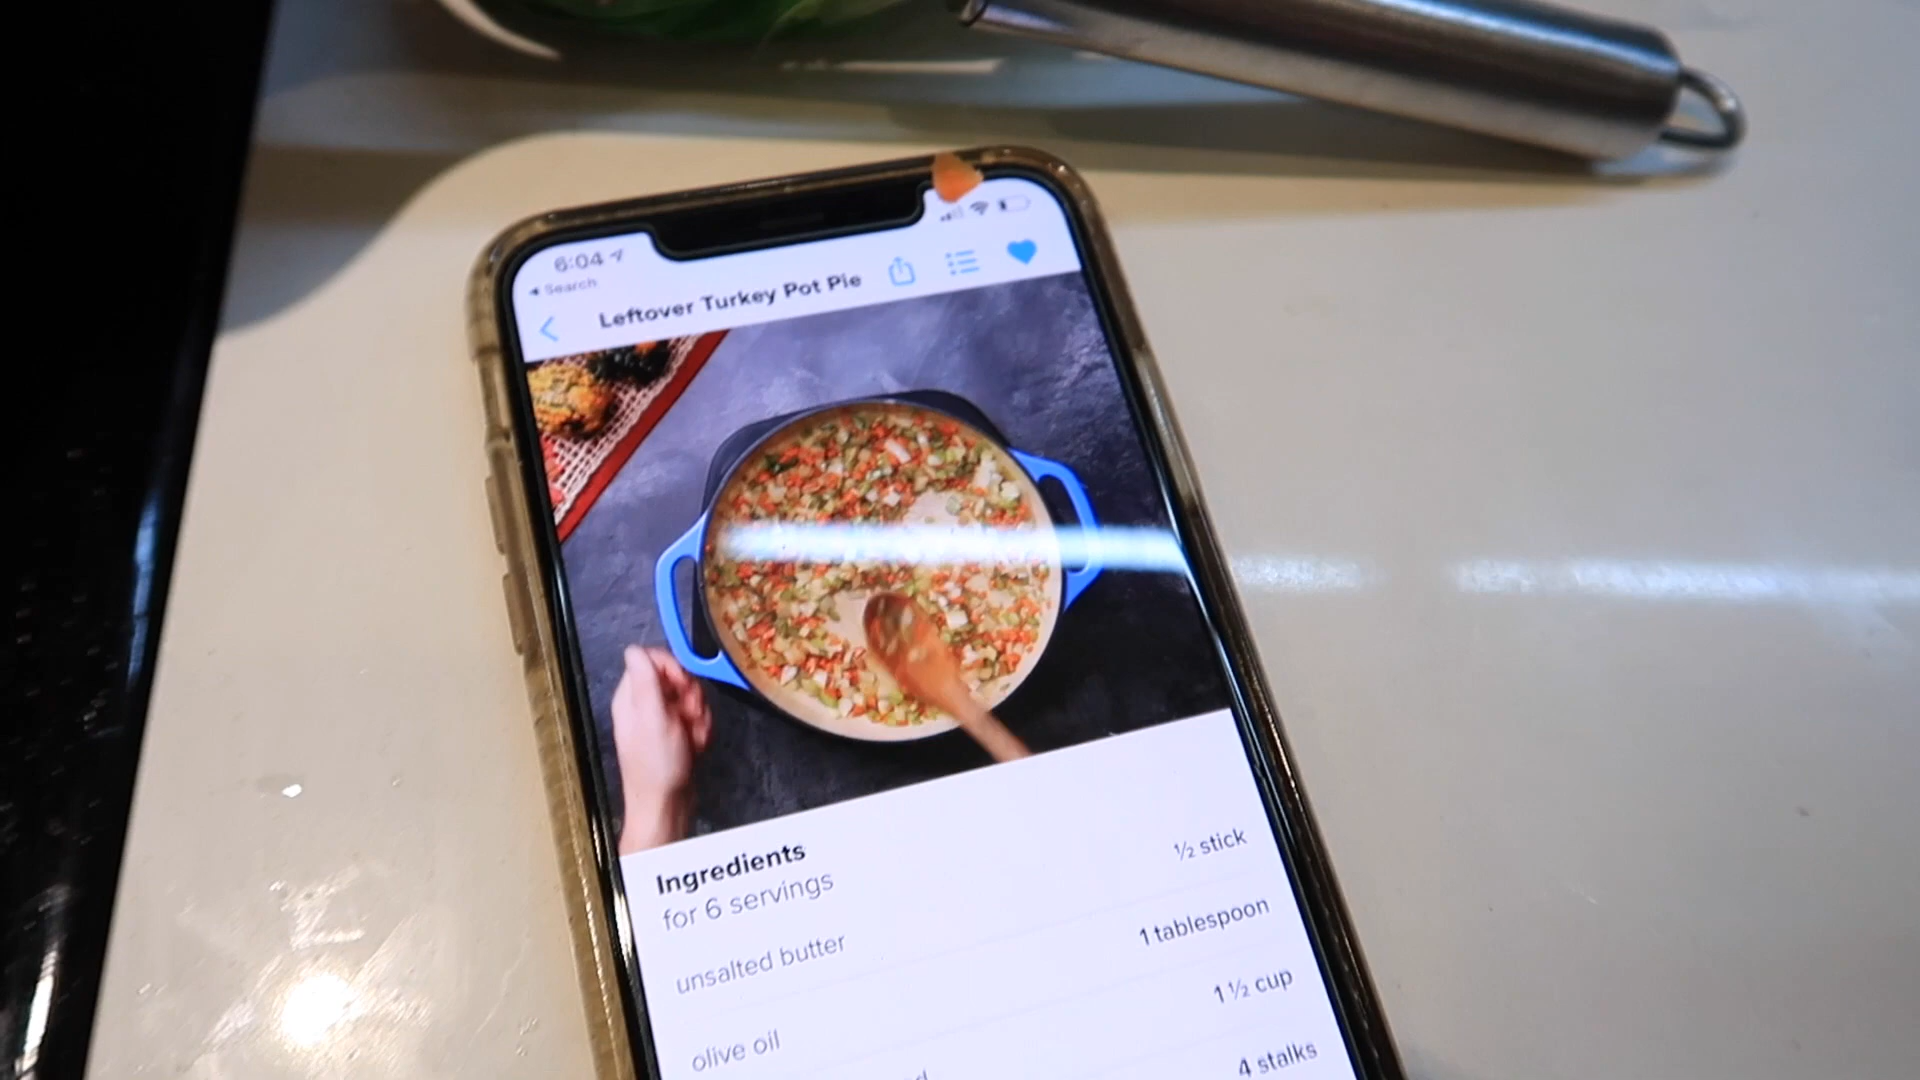 6:04
Search
Leftover Turkey Pot Pie
Ingredients
for 6 servings
unsalted butter ½ stick
olive oil 1 tablespoon
1 ½ cup
4 stalks